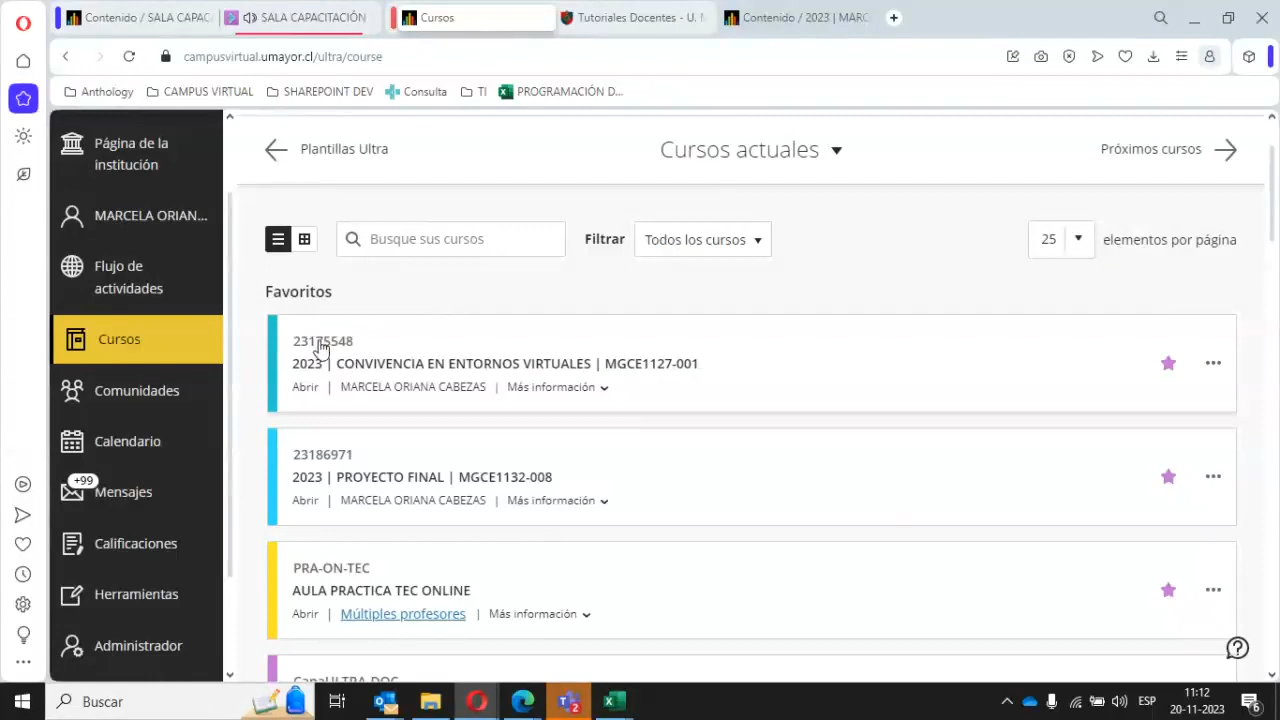 Contenido / SALA CAPAC
SALA CAPACITACIÓN
Cursos
Tutoriales Docentes - U. M
Contenido / 2023 | MARC
campusvirtual.umayor.cl/ultra/course
Anthology
CAMPUS VIRTUAL
SHAREPOINT DEV
Consulta
TI
PROGRAMACIÓN D...
Página de la
institución
MARCELA ORIAN...
Flujo de
actividades
Cursos
Comunidades
Calendario
+99
Mensajes
Calificaciones
Herramientas
Administrador
Plantillas Ultra
Cursos actuales
Próximos cursos
Busque sus cursos
Filtrar
Todos los cursos
25
elementos por página
Favoritos
23175548
2023 | CONVIVENCIA EN ENTORNOS VIRTUALES | MGCE1127-001
Abrir | MARCELA ORIANA CABEZAS | Más información
23186971
2023 | PROYECTO FINAL | MGCE1132-008
Abrir | MARCELA ORIANA CABEZAS | Más información
PRA-ON-TEC
AULA PRACTICA TEC ONLINE
Abrir | Múltiples profesores | Más información
CapaULTRA-DOC
Buscar
2
ESP
11:12
20-11-2023
6